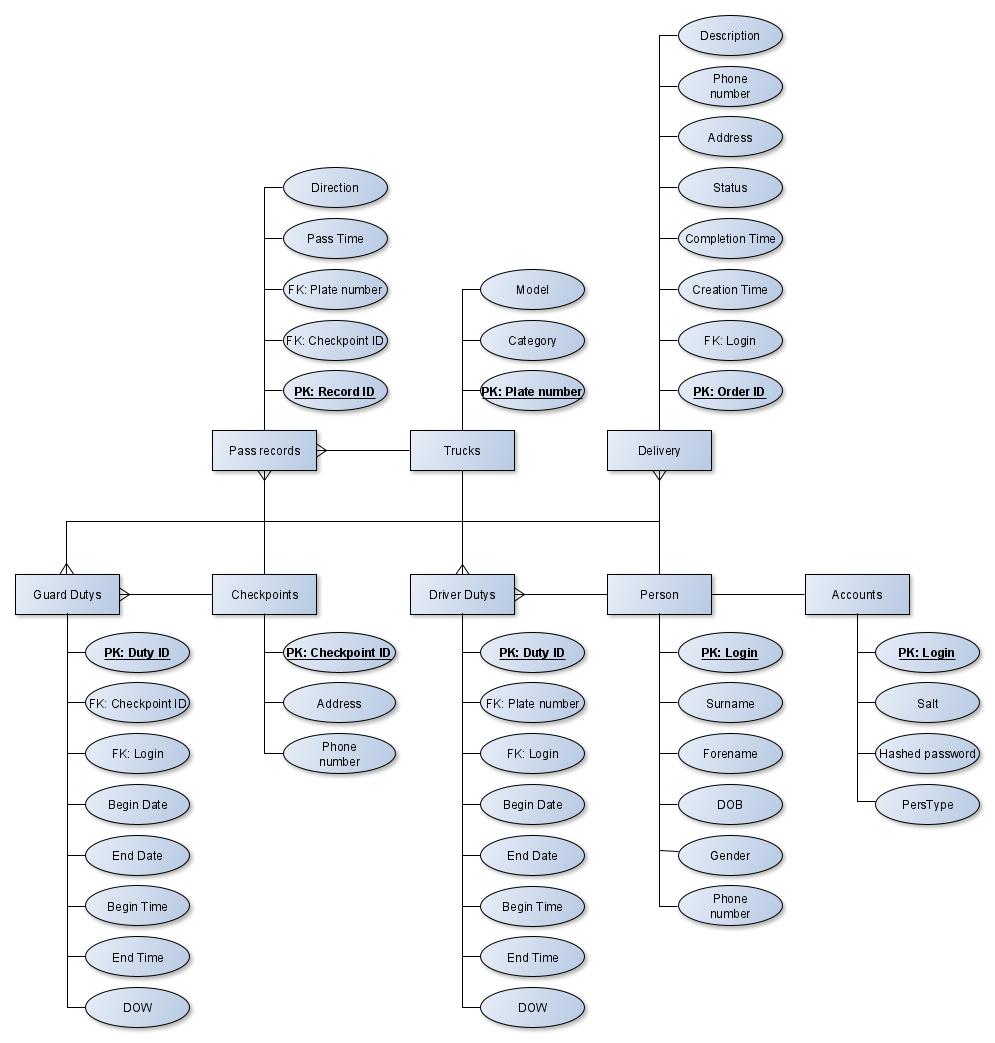 Description
Phone
number
Address
Status
Completion Time
Creation Time
FK: Login
PK: Order ID
Delivery
Direction
Pass Time
FK: Plate number
FK: Checkpoint ID
PK: Record ID
Pass records
Model
Category
PK: Plate number
Trucks
Guard Dutys
PK: Duty ID
FK: Checkpoint ID
FK: Login
Begin Date
End Date
Begin Time
End Time
DOW
Checkpoints
PK: Checkpoint ID
Address
Phone
number
Driver Dutys
PK: Duty ID
FK: Plate number
FK: Login
Begin Date
End Date
Begin Time
End Time
DOW
Person
PK: Login
Surname
Forename
DOB
Gender
Phone
number
Accounts
PK: Login
Salt
Hashed password
PersType